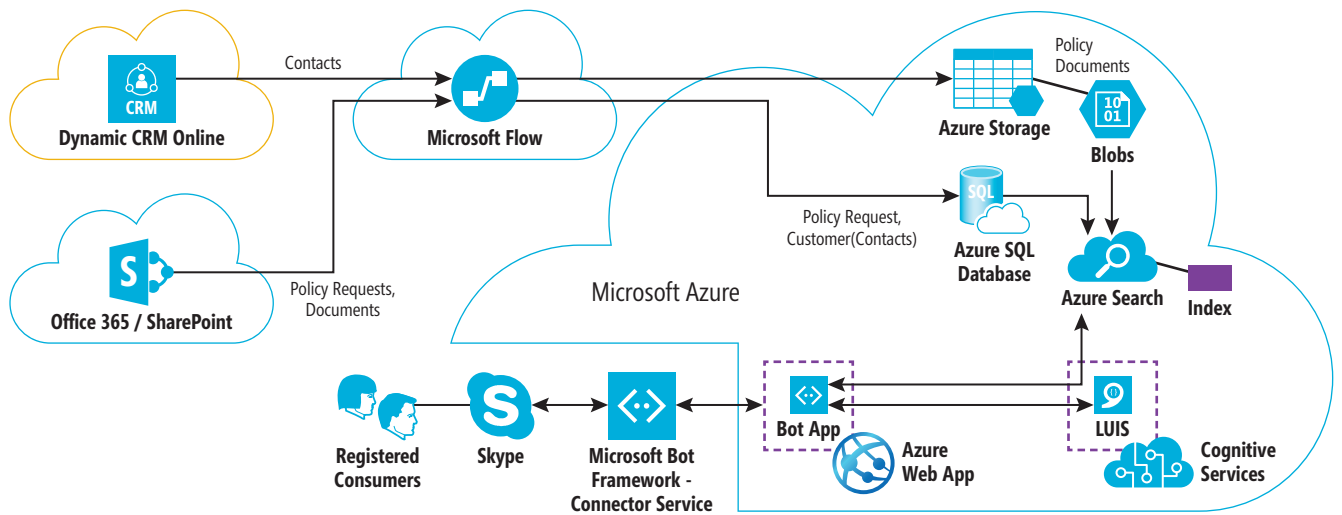 CRM
Dynamic CRM Online
Contacts
Microsoft Flow
Azure Storage
Policy
Documents
10
01
Blobs
S
Office 365 / SharePoint
Policy Requests,
Documents
Policy Request,
Customer(Contacts)
SQL
Azure SQL
Database
Azure Search
Index
Microsoft Azure
Registered
Consumers
S
Skype
Microsoft Bot
Framework -
Connector Service
Bot App
Azure
Web App
LUIS
Cognitive
Services